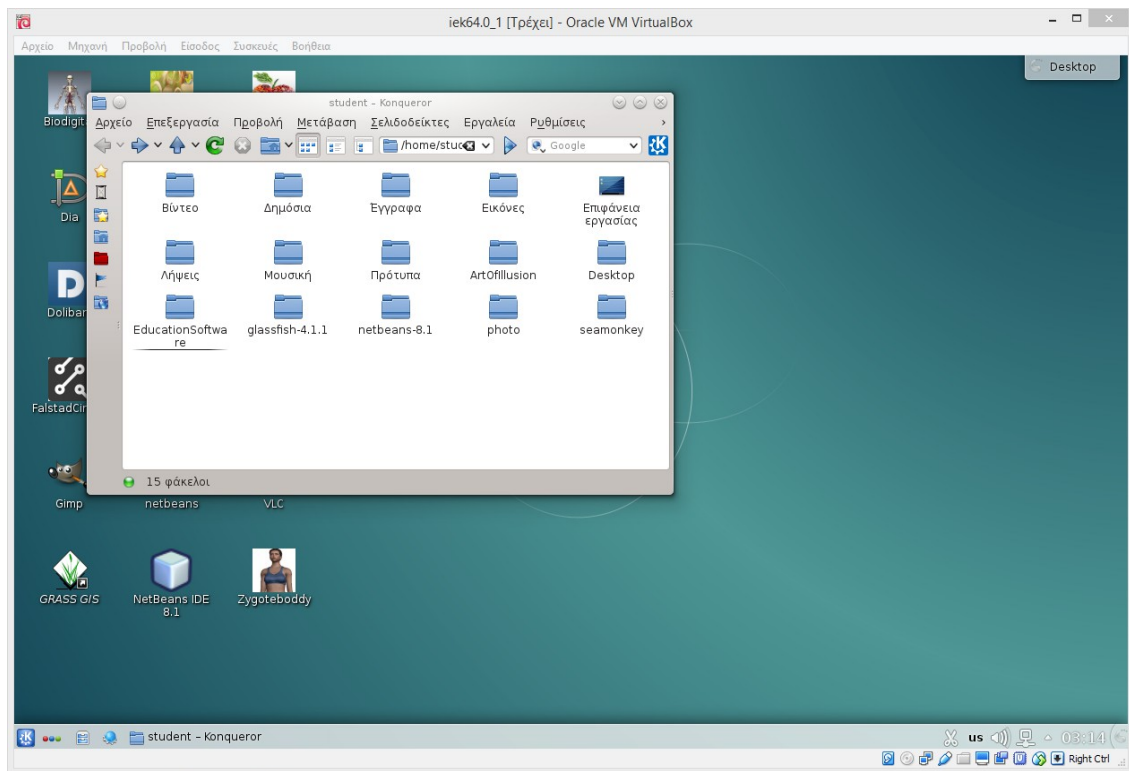 iek64.0_1 [Τρέχει] - Oracle VM VirtualBox
Αρχείο Μηχανή Προβολή Είσοδος Συσκευές Βοήθεια
Desktop
student - Konqueror
Αρχείο Επεξεργασία Προβολή Μετάβαση Σελιδοδείκτες Εργαλεία Ρυθμίσεις
/home/stud
Google
Βίντεο Δημόσια Έγγραφα Εικόνες Επιφάνεια
εργασίας
Λήψεις Μουσική Πρότυπα ArtOfIllusion Desktop
EducationSoftwa
re
glassfish-4.1.1 netbeans-8.1 photo seamonkey
15 φάκελοι
Biodigit
Dia
Dolibar
FalstadCir
Gimp netbeans VLC
GRASS GIS NetBeans IDE
8.1
Zygoteboddy
student - Konqueror
us
03:14
Right Ctrl